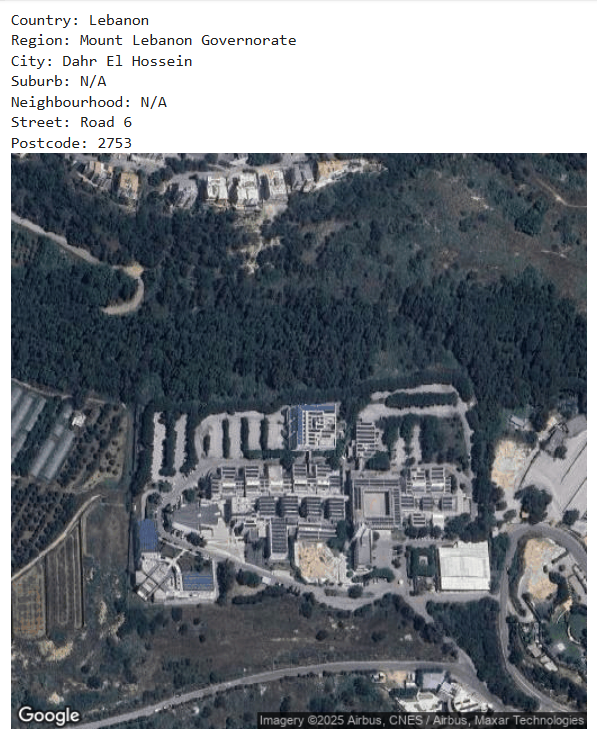 Country: Lebanon
Region: Mount Lebanon Governorate
City: Dahr El Hossein
Suburb: N/A
Neighbourhood: N/A
Street: Road 6
Postcode: 2753
Google
Imagery ©2025 Airbus, CNES / Airbus, Maxar Technologies